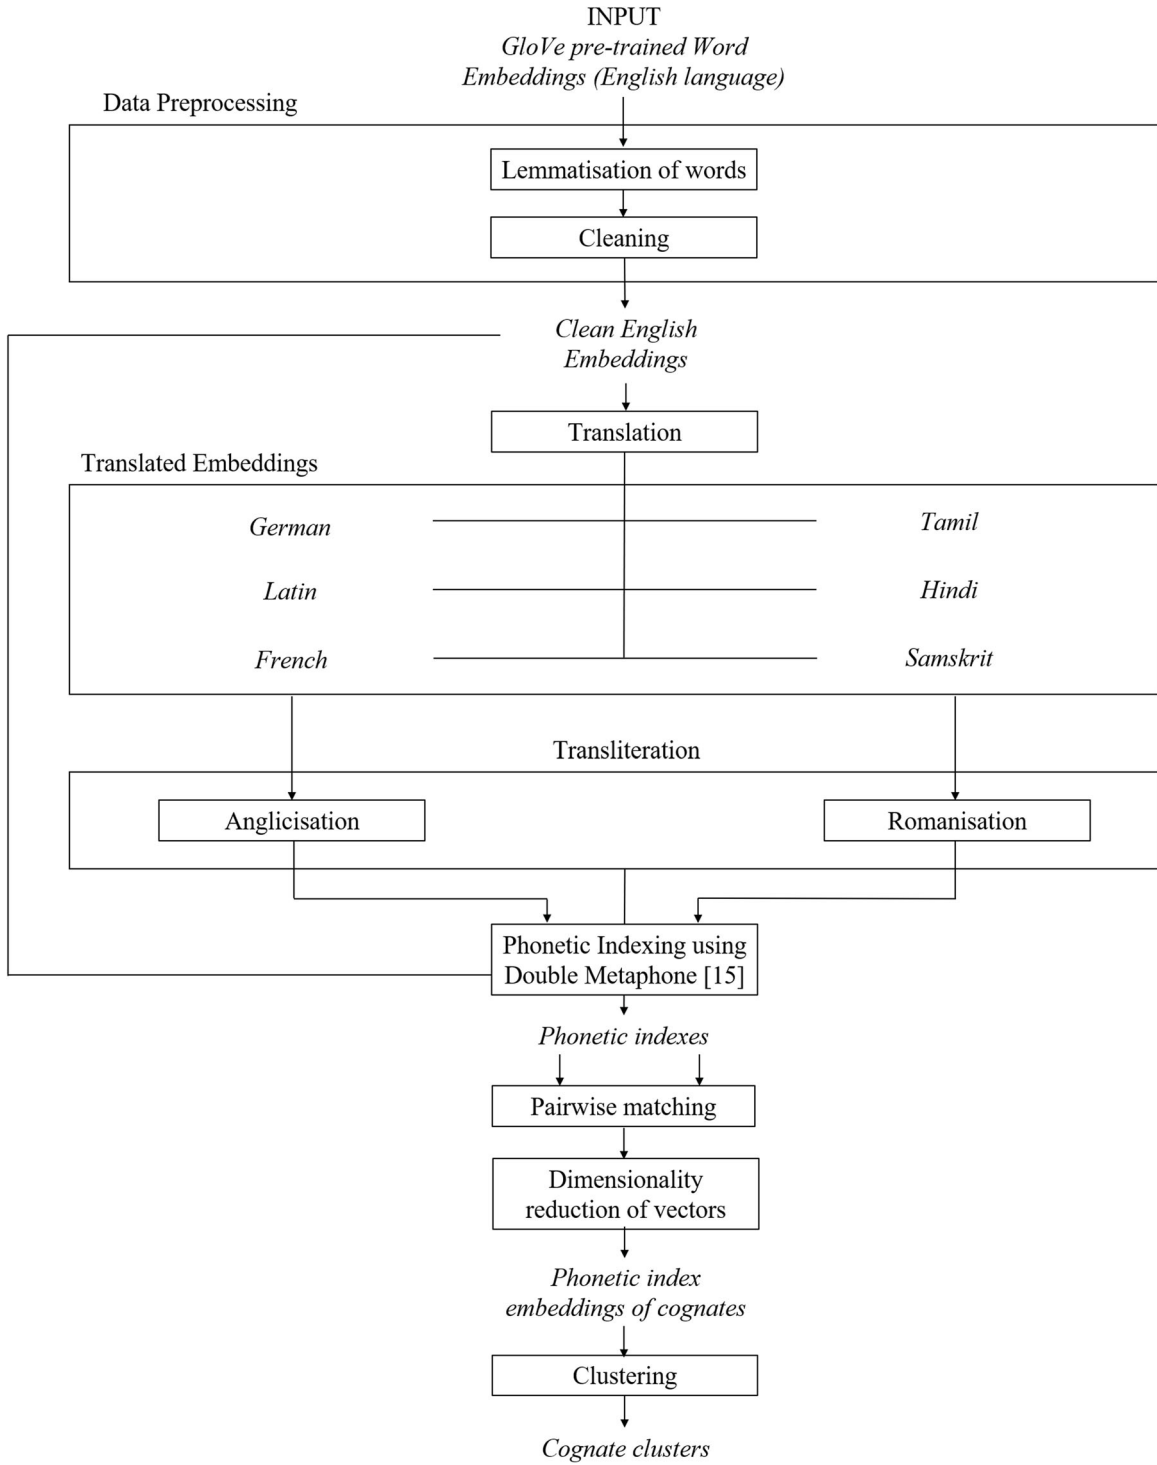 INPUT
GloVe pre-trained Word
Embeddings (English language)
Data Preprocessing
Lemmatisation of words
Cleaning
Clean English
Embeddings
Translation
Translated Embeddings
German
Tamil
Latin
Hindi
French
Samskrit
Transliteration
Anglicisation
Romanisation
Phonetic Indexing using
Double Metaphone [15]
Phonetic indexes
Pairwise matching
Dimensionality
reduction of vectors
Phonetic index
embeddings of cognates
Clustering
Cognate clusters